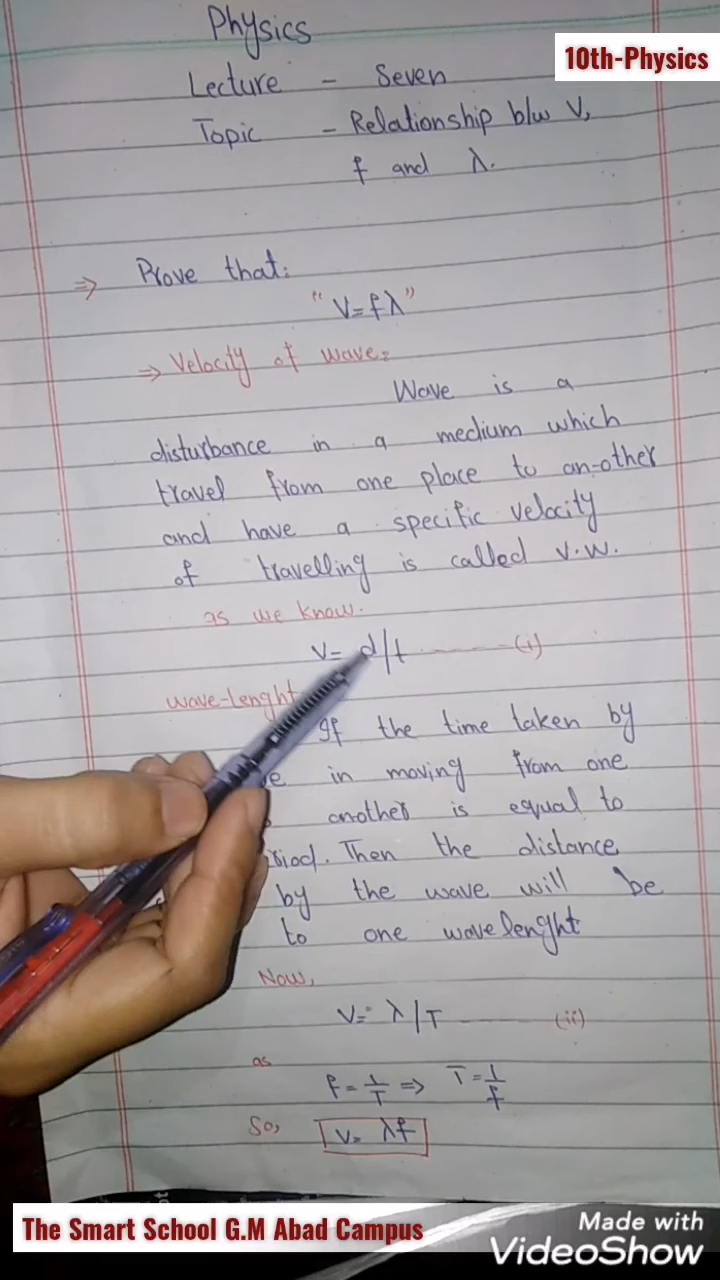 Physics
10th-Physics
Lecture - Seven
Topic - Relationship b/w V,
f and λ.
⇒ Prove that:
"V=fλ"
⇒ Velocity of wave:
Wave is a
disturbance in a medium which
travel from one place to an-other
and have a specific velocity
of travelling is called v.w.
as we know.
V= d/t ------- (i)
wave-lenght
If the time taken by
in moving from one
another is equal to
riod. Then the distance
by the wave will be
to one wavelenght
Now,
V= λ/T ------- (ii)
as
f = 1/T ⇒ T = 1/f
So, V= λf
The Smart School G.M Abad Campus
Made with
VideoShow